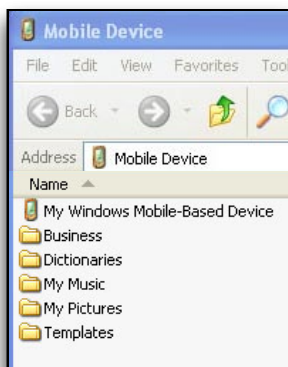 Mobile Device
File Edit View Favorites Tool
Back
Address Mobile Device
Name
My Windows Mobile-Based Device
Business
Dictionaries
My Music
My Pictures
Templates